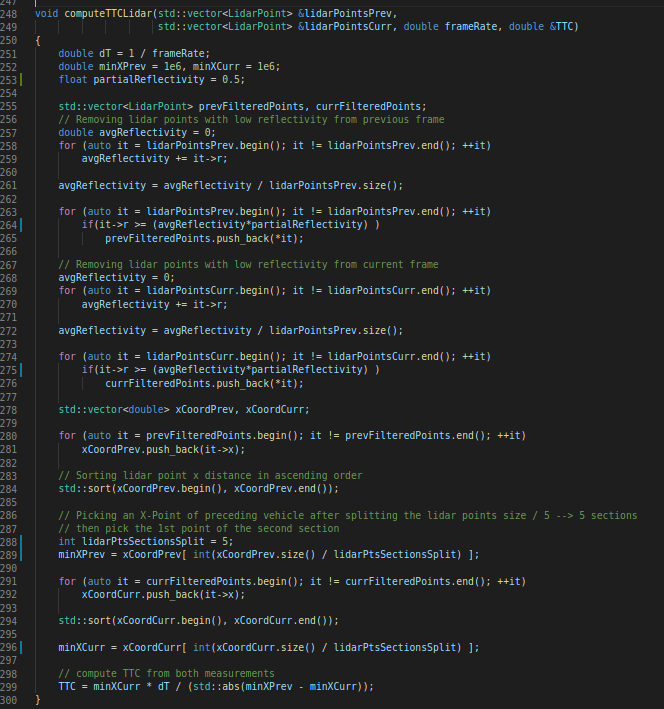 247
248 void computeTTCLidar(std::vector<LidarPoint> &lidarPointsPrev,
249                      std::vector<LidarPoint> &lidarPointsCurr, double frameRate, double &TTC)
250 {
251     double dT = 1 / frameRate;
252     double minXPrev = 1e6, minXCurr = 1e6;
253     float partialReflectivity = 0.5;
254
255     std::vector<LidarPoint> prevFilteredPoints, currFilteredPoints;
256     // Removing lidar points with low reflectivity from previous frame
257     double avgReflectivity = 0;
258     for (auto it = lidarPointsPrev.begin(); it != lidarPointsPrev.end(); ++it)
259         avgReflectivity += it->r;
260
261     avgReflectivity = avgReflectivity / lidarPointsPrev.size();
262
263     for (auto it = lidarPointsPrev.begin(); it != lidarPointsPrev.end(); ++it)
264         if(it->r >= (avgReflectivity*partialReflectivity) )
265             prevFilteredPoints.push_back(*it);
266
267     // Removing lidar points with low reflectivity from current frame
268     avgReflectivity = 0;
269     for (auto it = lidarPointsCurr.begin(); it != lidarPointsCurr.end(); ++it)
270         avgReflectivity += it->r;
271
272     avgReflectivity = avgReflectivity / lidarPointsPrev.size();
273
274     for (auto it = lidarPointsCurr.begin(); it != lidarPointsCurr.end(); ++it)
275         if(it->r >= (avgReflectivity*partialReflectivity) )
276             currFilteredPoints.push_back(*it);
277
278     std::vector<double> xCoordPrev, xCoordCurr;
279
280     for (auto it = prevFilteredPoints.begin(); it != prevFilteredPoints.end(); ++it)
281         xCoordPrev.push_back(it->x);
282
283     // Sorting lidar point x distance in ascending order
284     std::sort(xCoordPrev.begin(), xCoordPrev.end());
285
286     // Picking an X-Point of preceding vehicle after splitting the lidar points size / 5 --> 5 sections
287     // then pick the 1st point of the second section
288     int lidarPtsSectionsSplit = 5;
289     minXPrev = xCoordPrev[ int(xCoordPrev.size() / lidarPtsSectionsSplit) ];
290
291     for (auto it = currFilteredPoints.begin(); it != currFilteredPoints.end(); ++it)
292         xCoordCurr.push_back(it->x);
293
294     std::sort(xCoordCurr.begin(), xCoordCurr.end());
295
296     minXCurr = xCoordCurr[ int(xCoordCurr.size() / lidarPtsSectionsSplit) ];
297
298     // compute TTC from both measurements
299     TTC = minXCurr * dT / (std::abs(minXPrev - minXCurr));
300 }